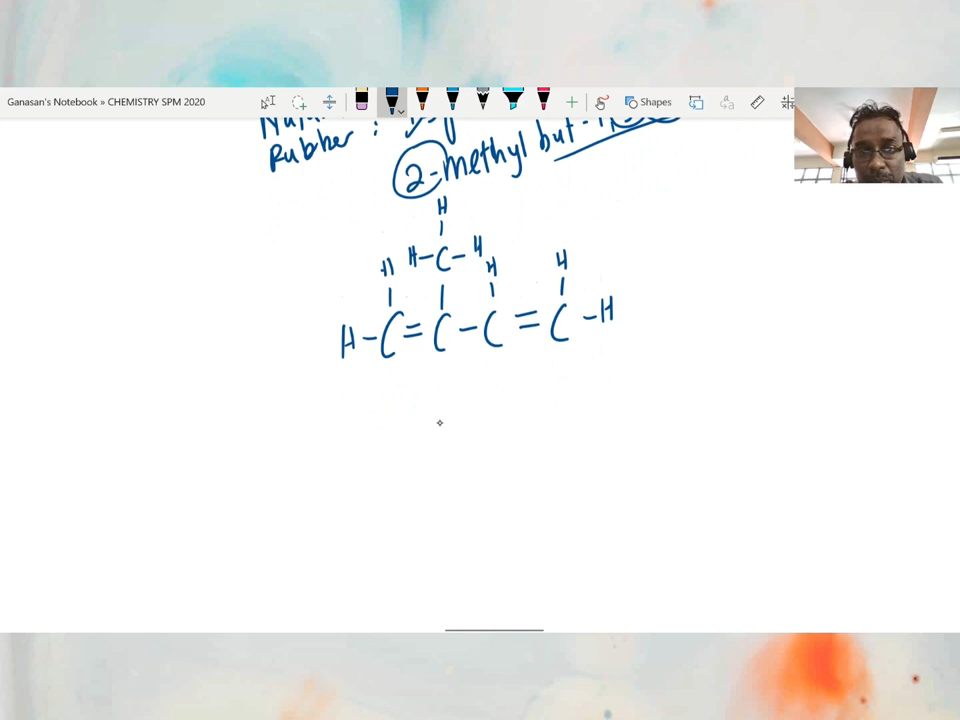 Ganasan's Notebook » CHEMISTRY SPM 2020
Shapes
Rubber :
2-methyl but-
H
H H-C-H H H
H-C=C-C=C-H